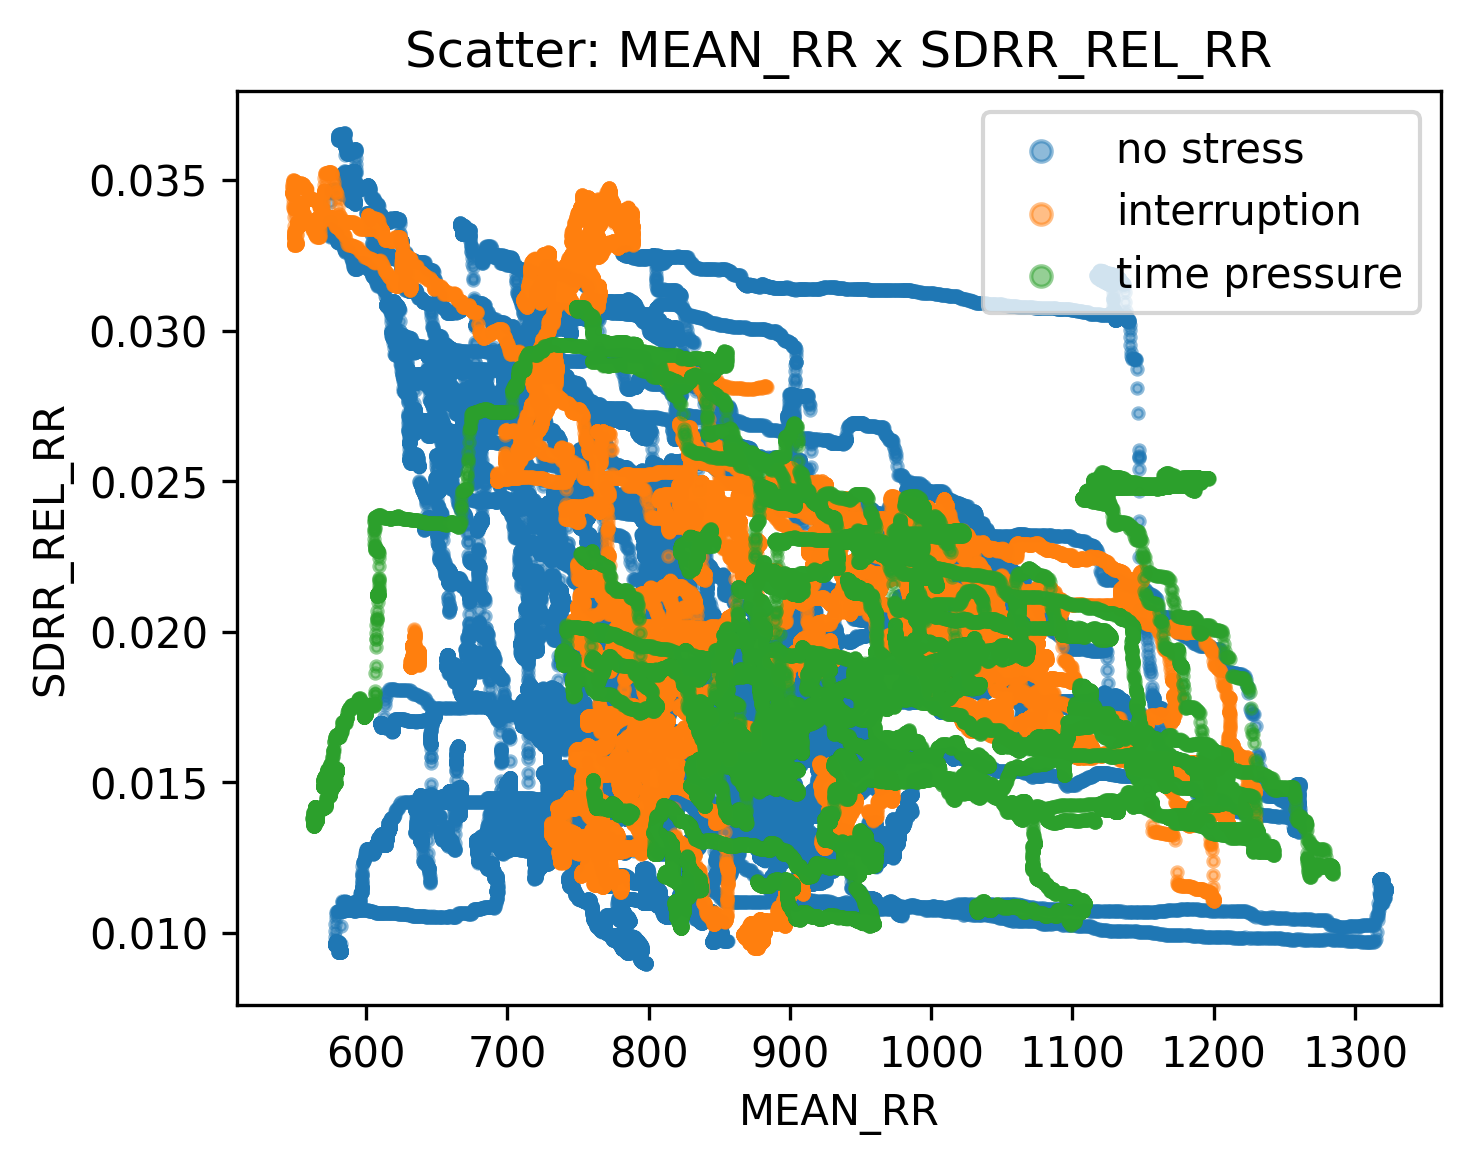 Scatter: MEAN_RR x SDRR_REL_RR
no stress
interruption
time pressure
SDRR_REL_RR
0.035
0.030
0.025
0.020
0.015
0.010
600 700 800 900 1000 1100 1200 1300
MEAN_RR